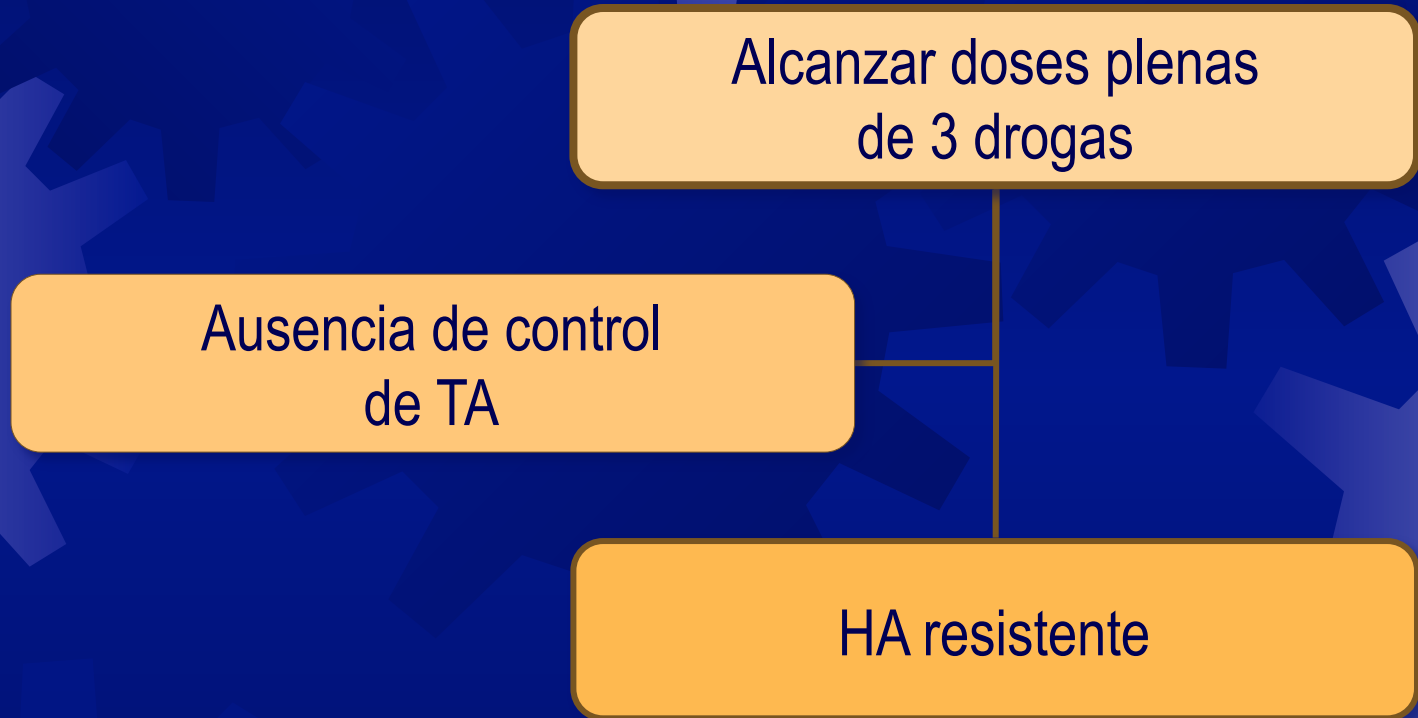 Alcanzar doses plenas
de 3 drogas
Ausencia de control
de TA
HA resistente